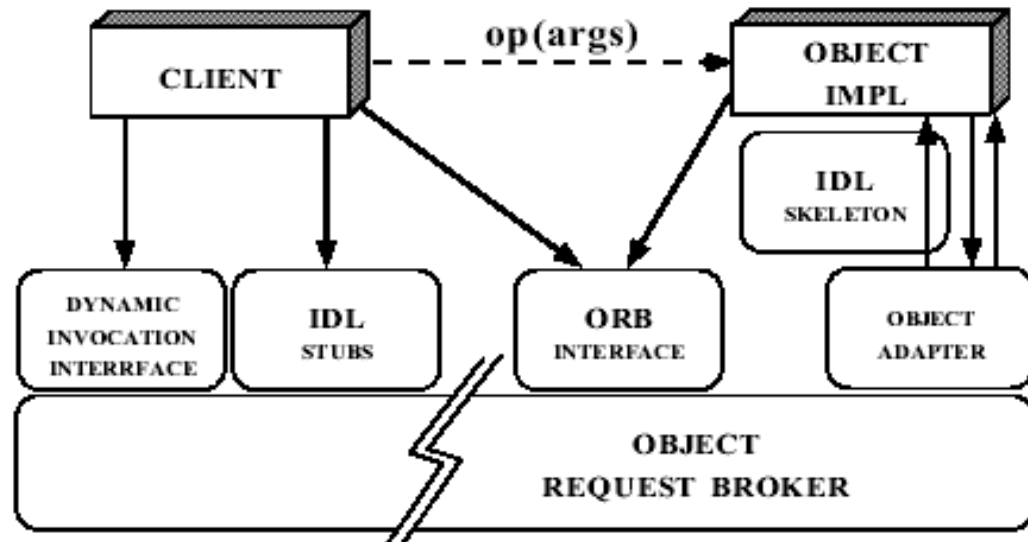 op(args)
CLIENT
OBJECT
IMPL
IDL
SKELETON
DYNAMIC
INVOCATION
INTERRFACE
IDL
STUBS
ORB
INTERFACE
OBJECT
ADAPTER
OBJECT
REQUEST BROKER